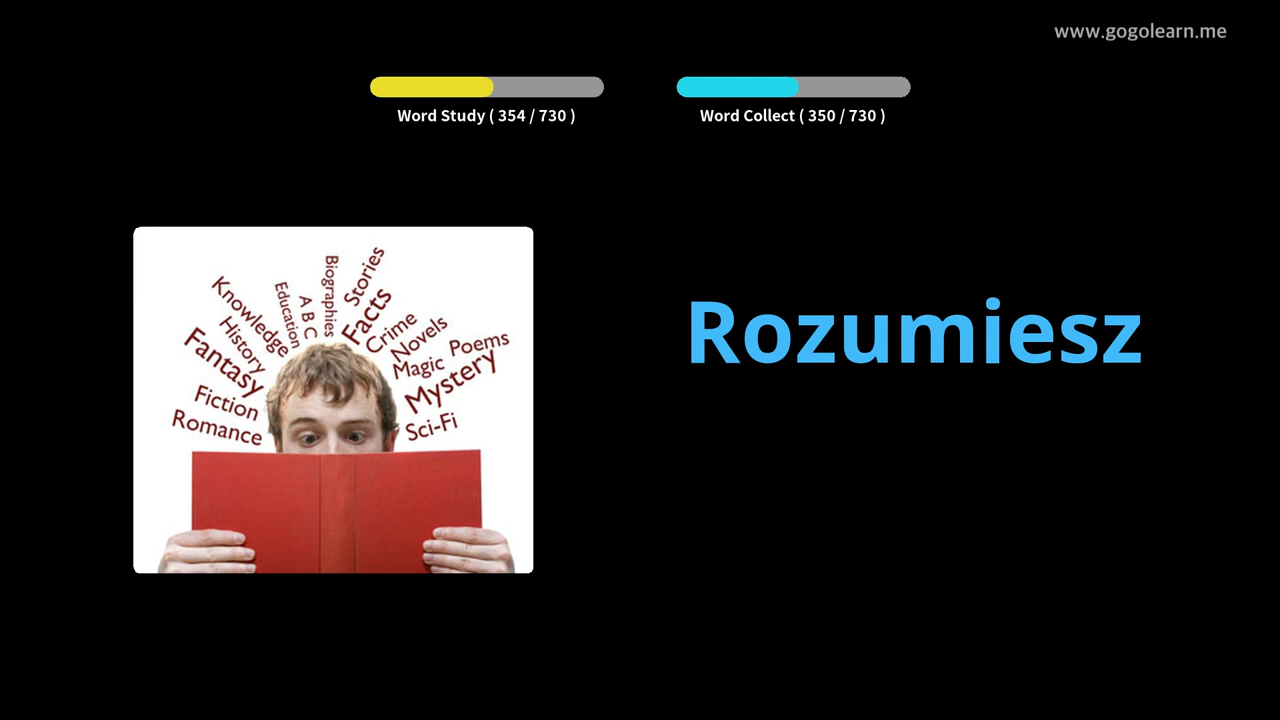 www.gogolearn.me
Word Study ( 354 / 730 )
Word Collect ( 350 / 730 )
Rozumiesz
Biographies
Stories
Education
A B C
Facts
Knowledge
Crime
History
Novels
Fantasy
Magic
Poems
Mystery
Fiction
Romance
Sci-Fi